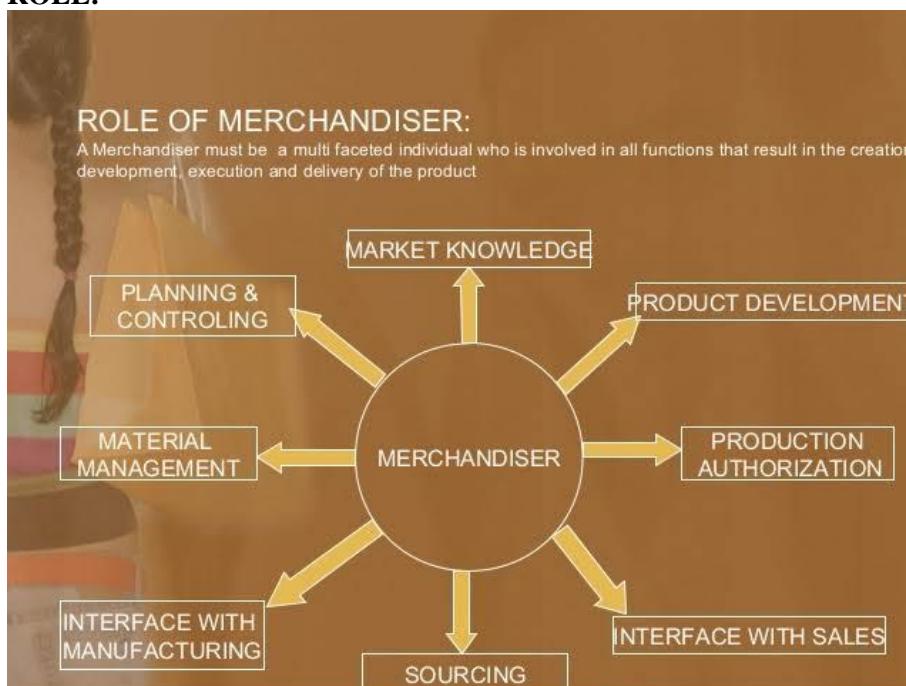 ROLE:
ROLE OF MERCHANDISER:
A Merchandiser must be a multi faceted individual who is involved in all functions that result in the creation
development, execution and delivery of the product
MARKET KNOWLEDGE
PLANNING &
CONTROLING
PRODUCT DEVELOPMENT
MATERIAL
MANAGEMENT
MERCHANDISER
PRODUCTION
AUTHORIZATION
INTERFACE WITH
MANUFACTURING
INTERFACE WITH SALES
SOURCING